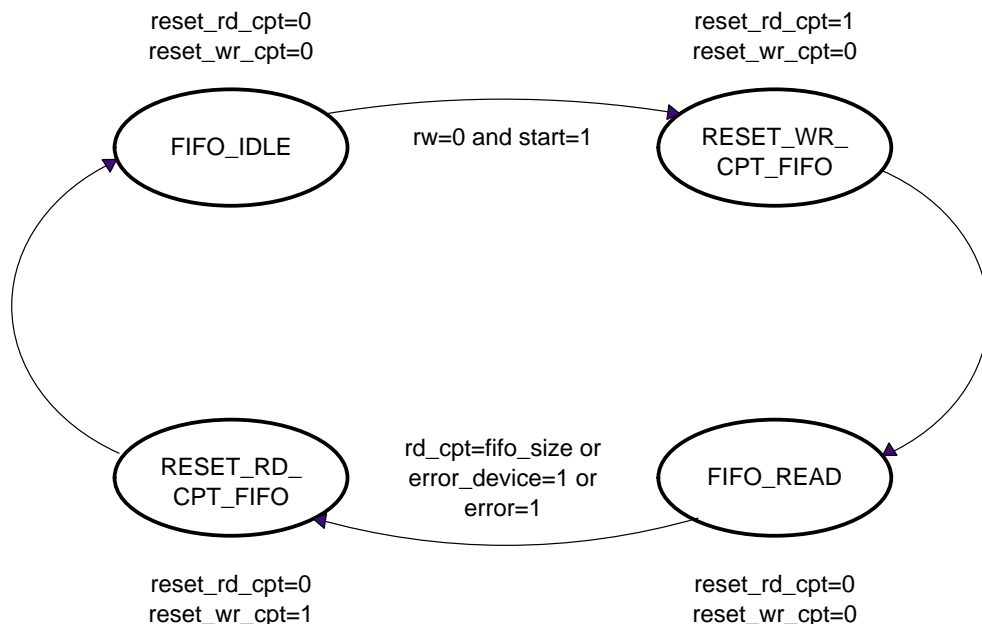 reset_rd_cpt=0
reset_wr_cpt=0
reset_rd_cpt=1
reset_wr_cpt=0
FIFO_IDLE
rw=0 and start=1
RESET_WR_
CPT_FIFO
RESET_RD_
CPT_FIFO
rd_cpt=fifo_size or
error_device=1 or
error=1
FIFO_READ
reset_rd_cpt=0
reset_wr_cpt=1
reset_rd_cpt=0
reset_wr_cpt=0